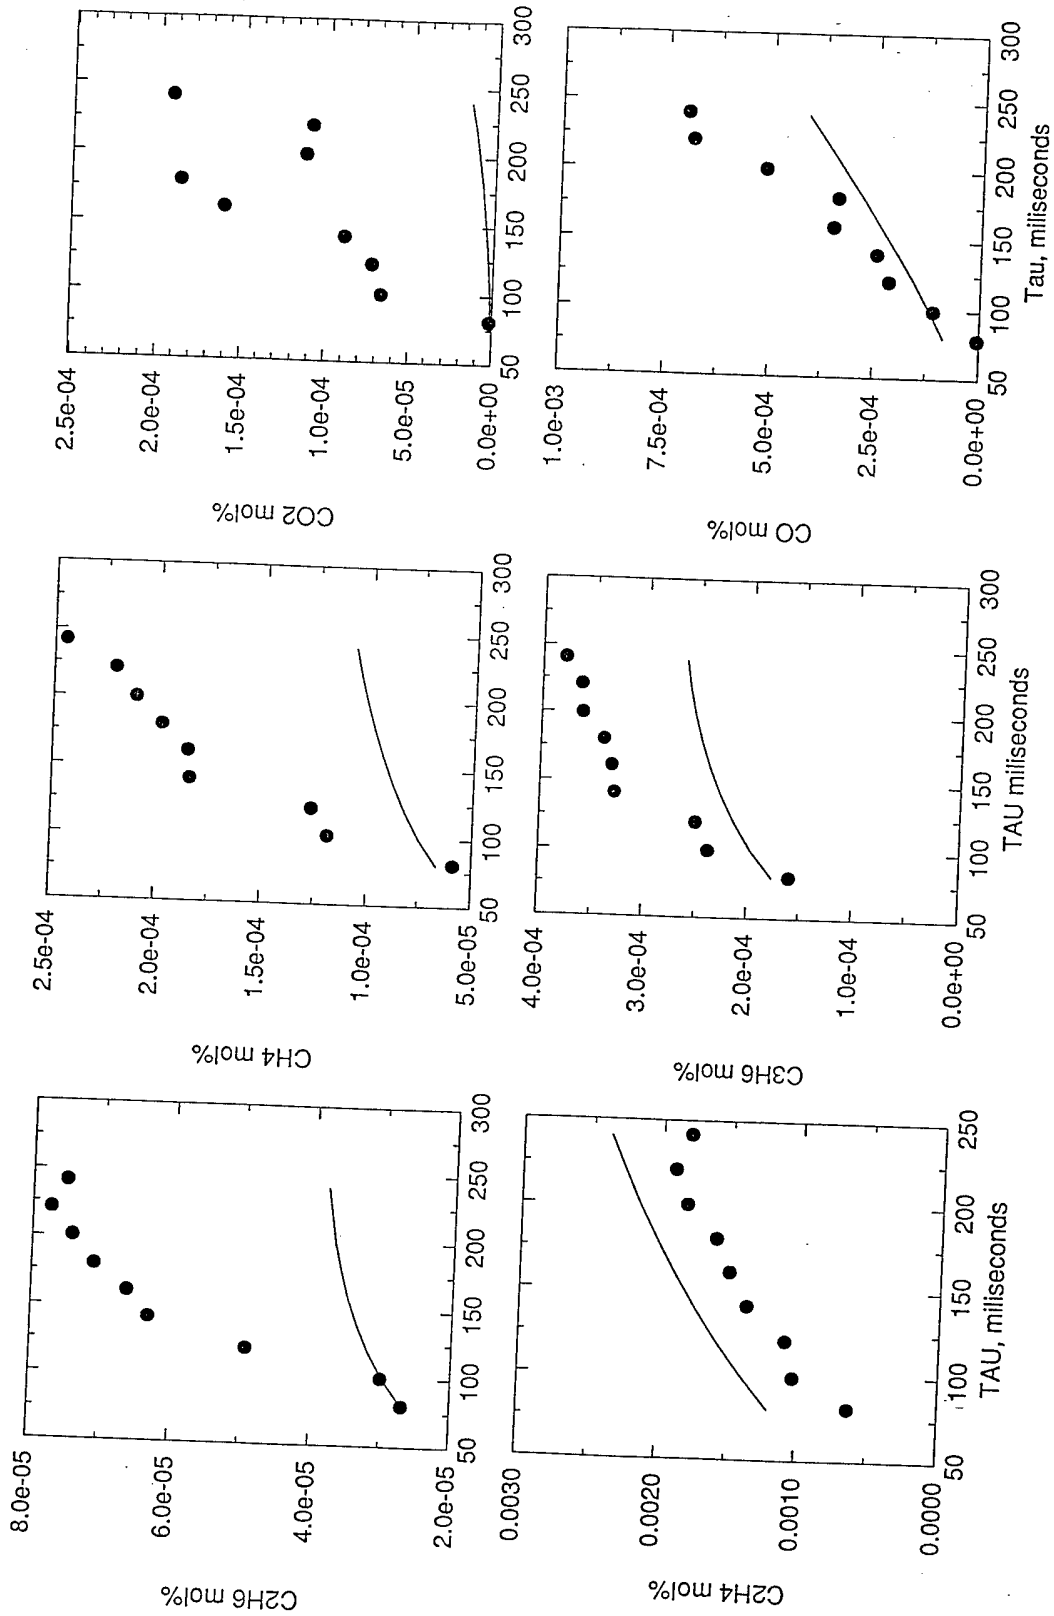 C2H6 mol%
8.0e-05
6.0e-05
4.0e-05
2.0e-05
50 100 150 200 250 300
CH4 mol%
2.5e-04
2.0e-04
1.5e-04
1.0e-04
5.0e-05
50 100 150 200 250 300
CO2 mol%
2.5e-04
2.0e-04
1.5e-04
1.0e-04
5.0e-05
0.0e+00
50 100 150 200 250 300
C2H4 mol%
0.0030
0.0020
0.0010
0.0000
50 100 150 200 250
TAU, miliseconds
C3H6 mol%
4.0e-04
3.0e-04
2.0e-04
1.0e-04
0.0e+00
50 100 150 200 250 300
TAU miliseconds
CO mol%
1.0e-03
7.5e-04
5.0e-04
2.5e-04
0.0e+00
50 100 150 200 250 300
Tau, miliseconds